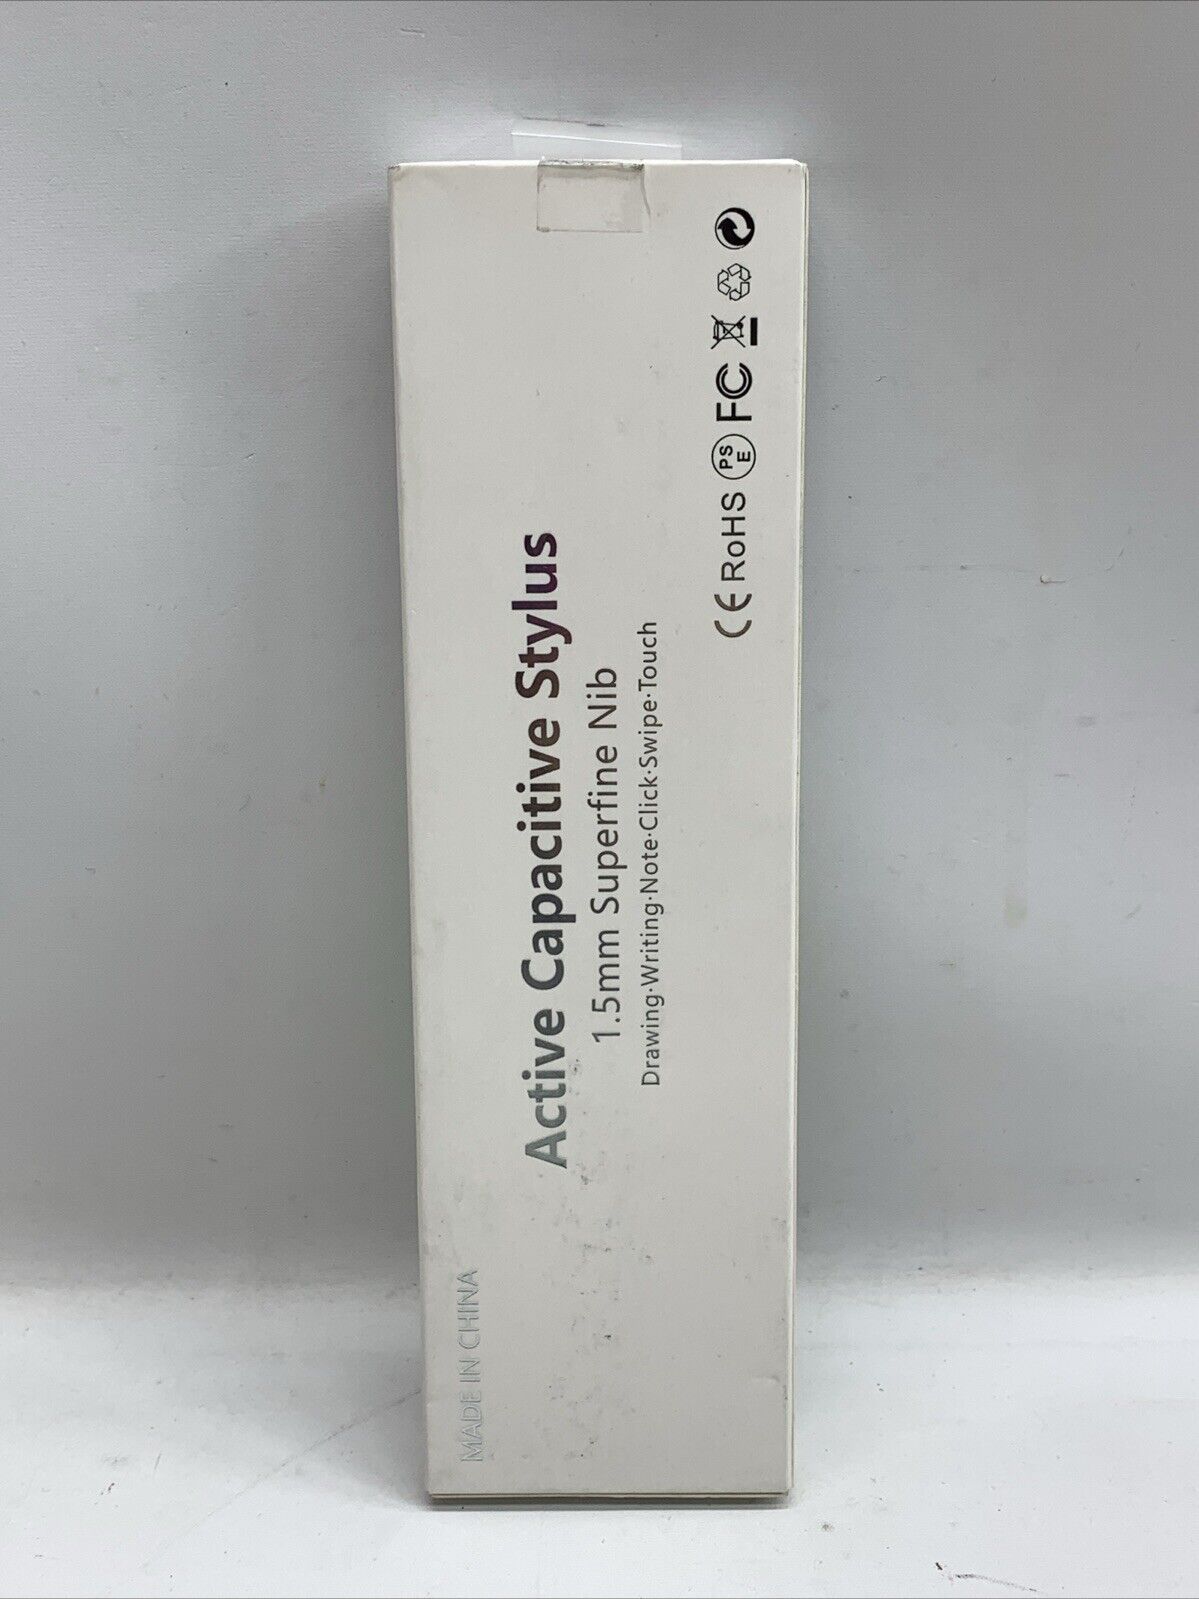 Active Capacitive Stylus
1.5mm Superfine Nib
Drawing·Writing·Note·Click·Swipe·Touch
CE RoHS PSE FC
MADE IN CHINA